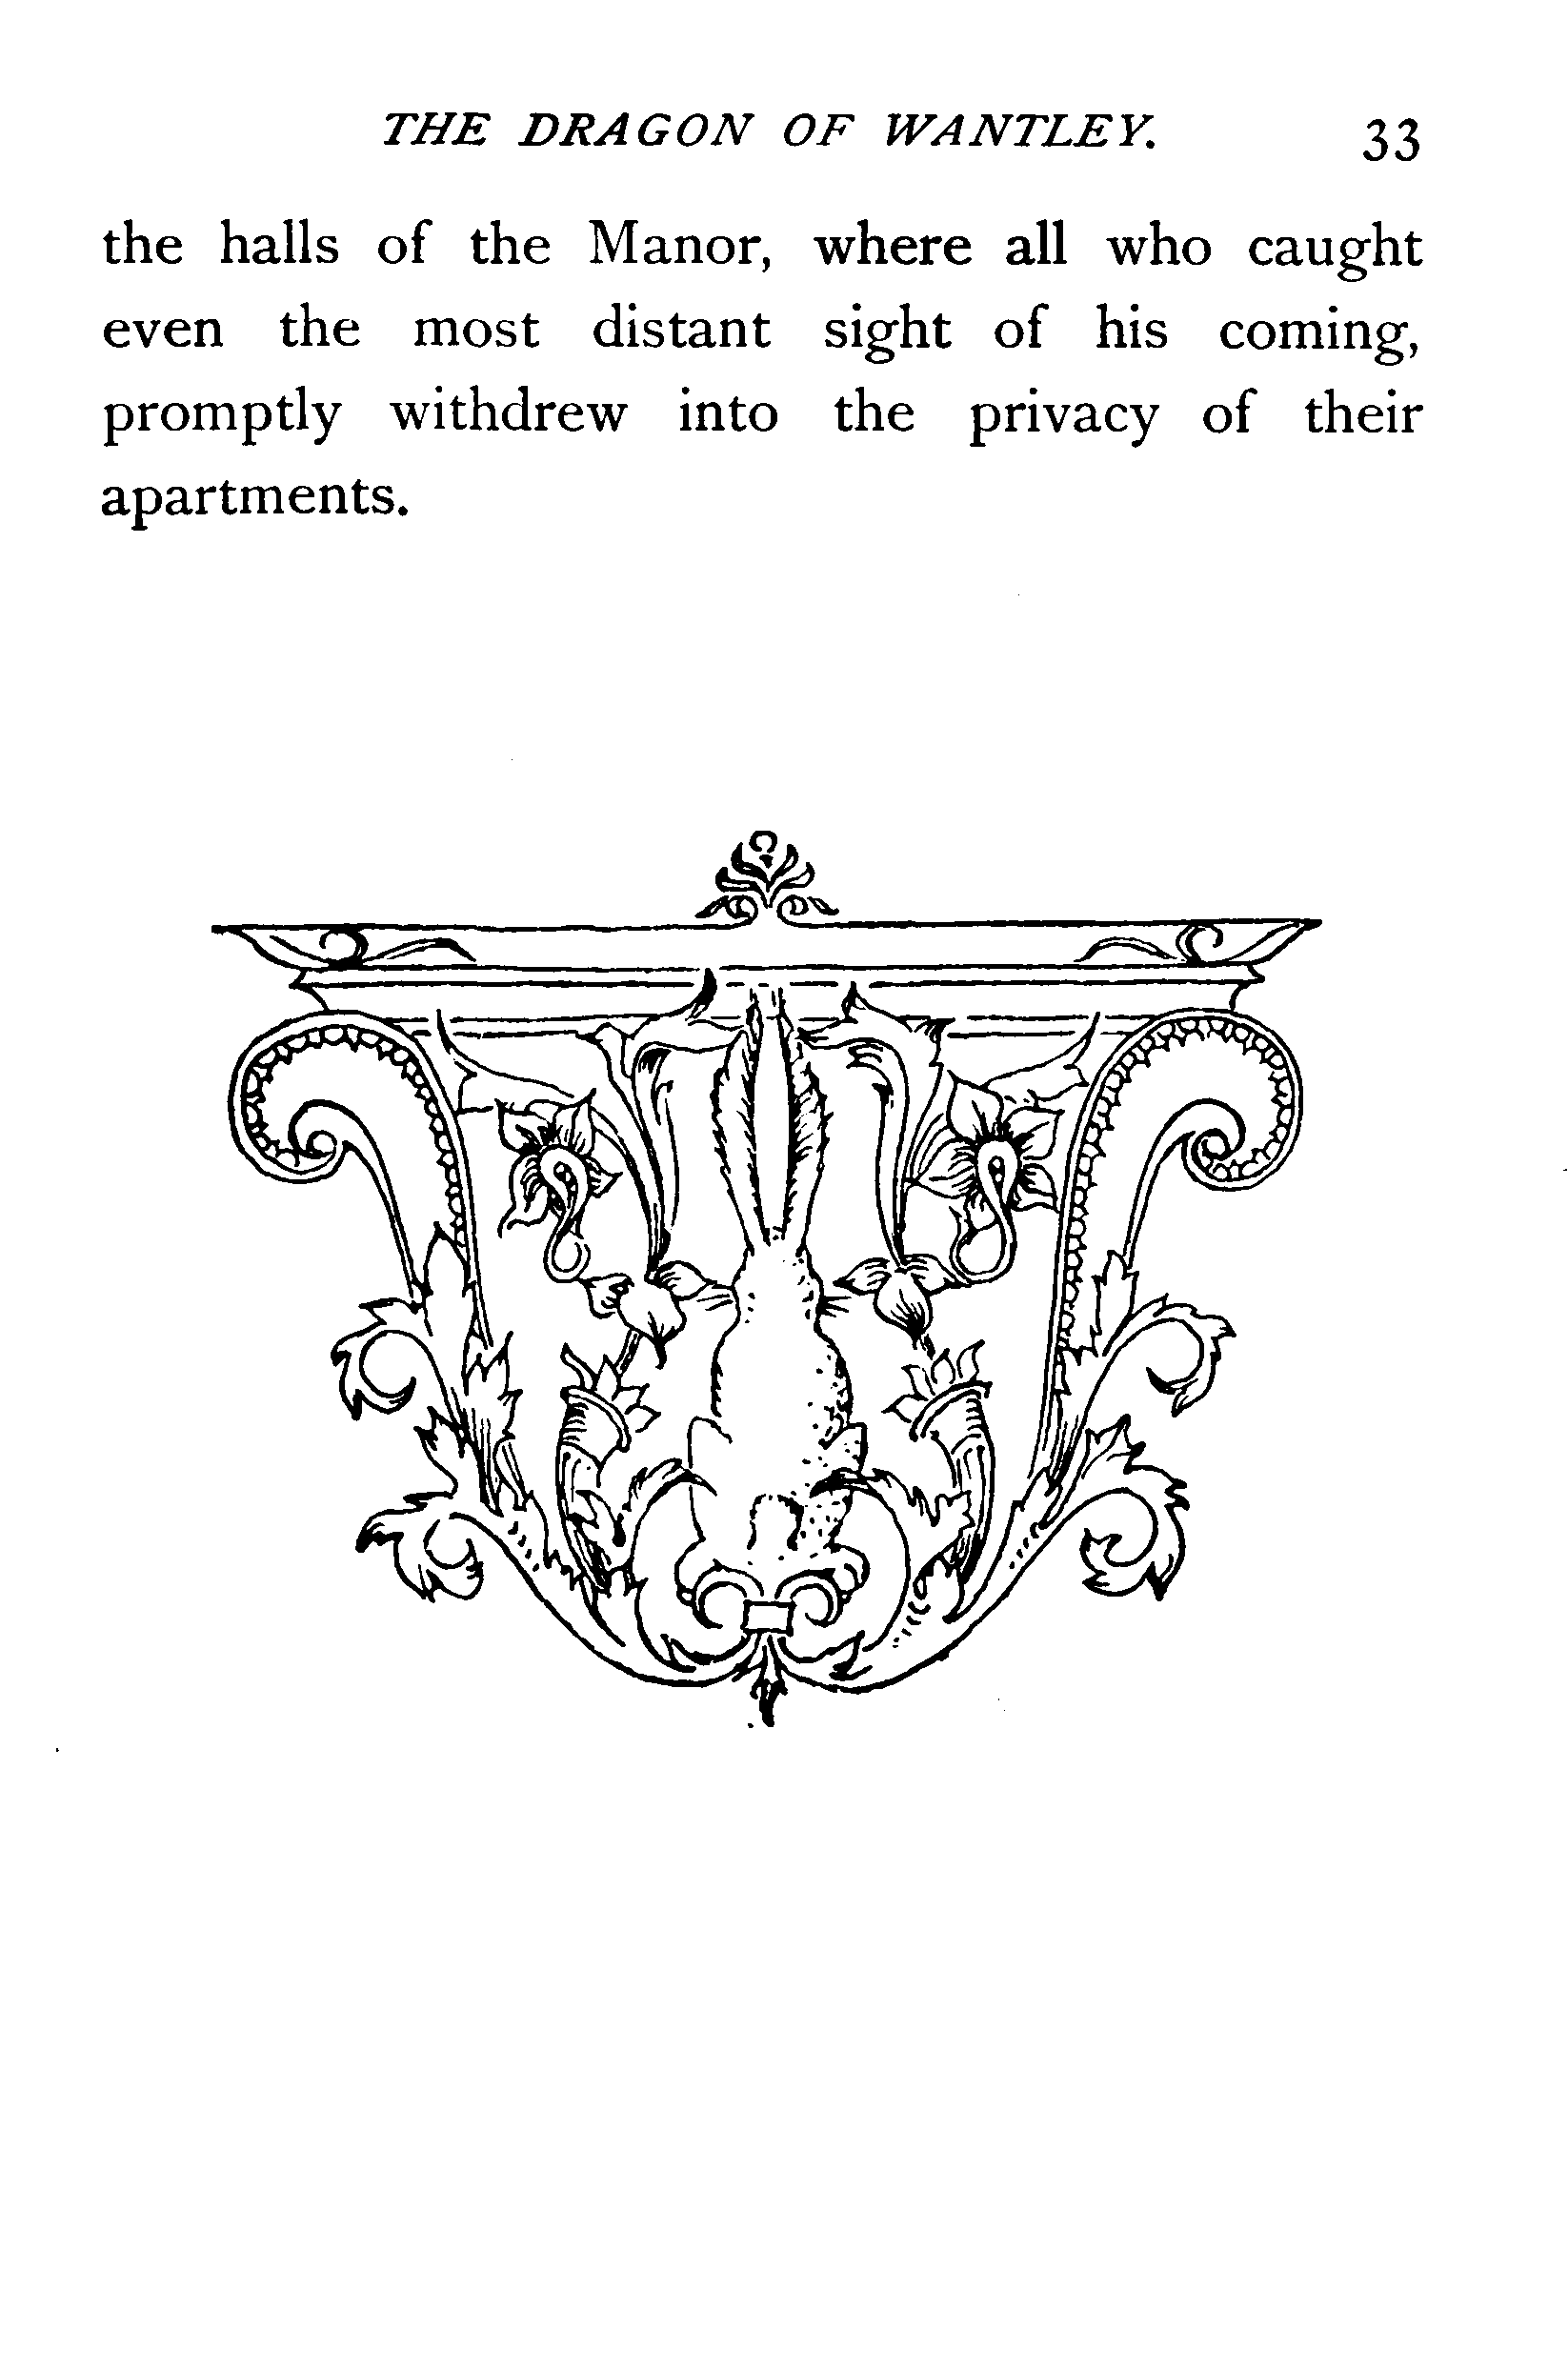 THE DRAGON OF WANTLEY. 33
the halls of the Manor, where all who caught
even the most distant sight of his coming,
promptly withdrew into the privacy of their
apartments.